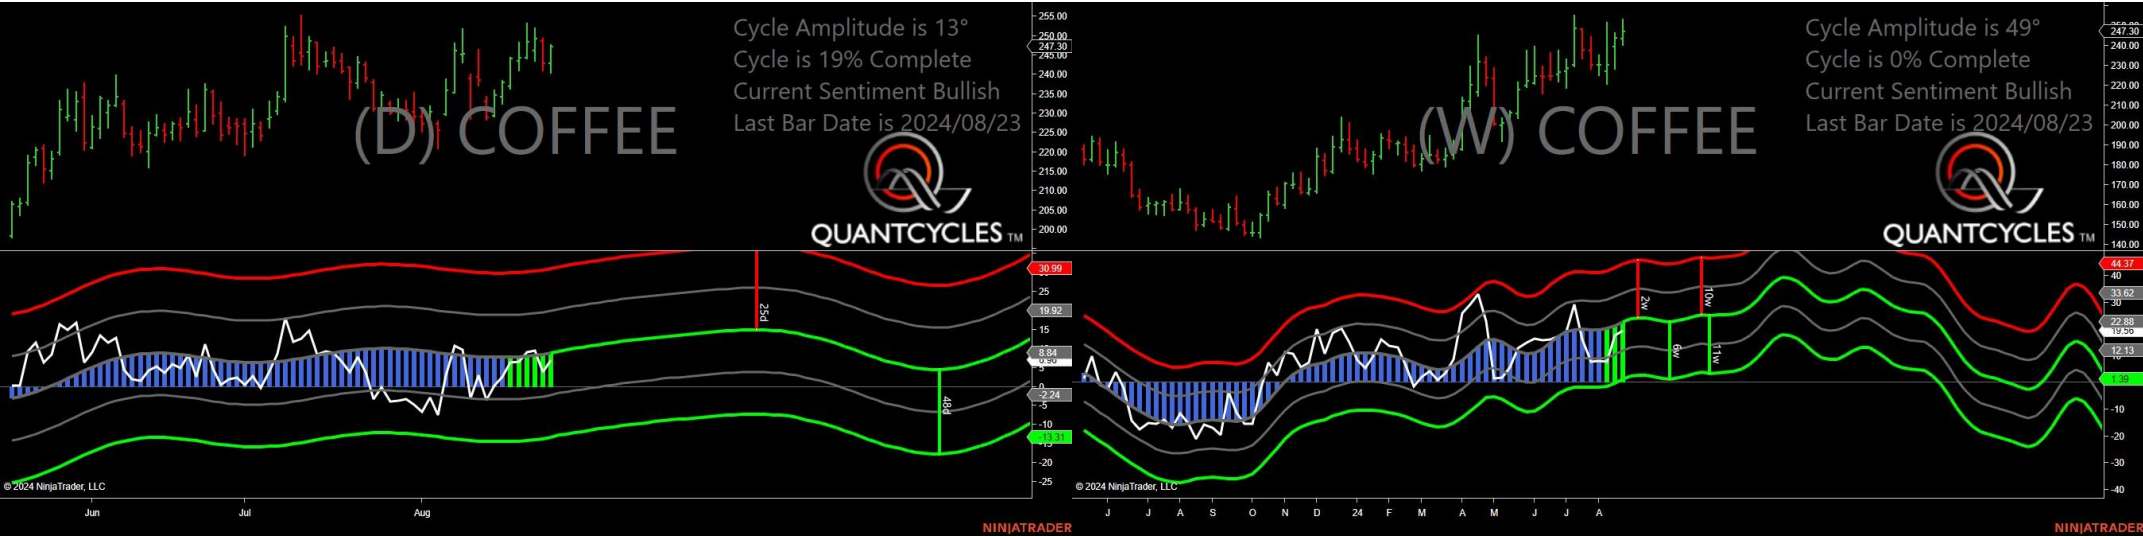 Cycle Amplitude is 13°
Cycle is 19% Complete
Current Sentiment Bullish
Last Bar Date is 2024/08/23
(D) COFFEE
QUANTCYCLES TM
255.00
250.00
247.30
245.00
240.00
235.00
230.00
225.00
220.00
215.00
210.00
205.00
200.00
30.99
25
19.92
15
8.84
5
0
-2.24
-5
-10
-13.31
-20
-25
25d
48d
© 2024 NinjaTrader, LLC
Jun Jul Aug
NINJATRADER
Cycle Amplitude is 49°
Cycle is 0% Complete
Current Sentiment Bullish
Last Bar Date is 2024/08/23
(W) COFFEE
QUANTCYCLES TM
247.30
240.00
230.00
220.00
210.00
200.00
190.00
180.00
170.00
160.00
150.00
140.00
44.37
40
33.62
30
22.88
19.56
12.13
1.39
-10
-20
-30
-40
2w
10w
6w
11w
© 2024 NinjaTrader, LLC
J J A S O N D 24 F M A M J J A
NINJATRADER